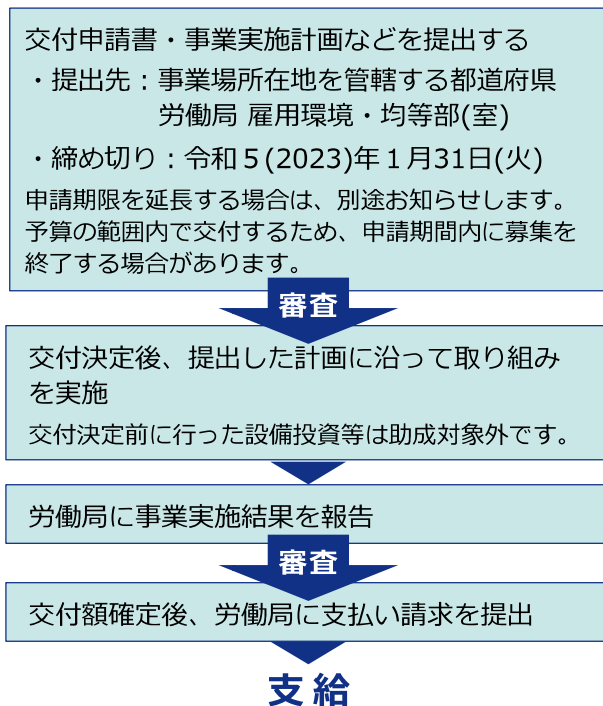 交付申請書・事業実施計画などを提出する
・提出先：事業場所在地を管轄する都道府県
労働局 雇用環境・均等部(室)
・締め切り：令和５(2023)年１月31日(火)
申請期限を延長する場合は、別途お知らせします。
予算の範囲内で交付するため、申請期間内に募集を
終了する場合があります。
審査
交付決定後、提出した計画に沿って取り組み
を実施
交付決定前に行った設備投資等は助成対象外です。
労働局に事業実施結果を報告
審査
交付額確定後、労働局に支払い請求を提出
支給